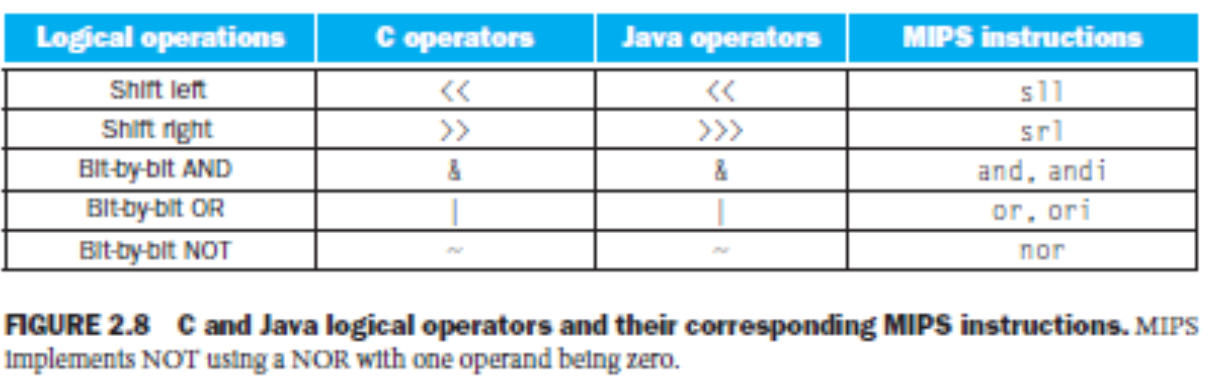 Logical operations C operators Java operators MIPS instructions
Shift left << << sll
Shift right >> >>> srl
Bit-by-bit AND & & and, andi
Bit-by-bit OR | | or, ori
Bit-by-bit NOT ~ ~ nor
FIGURE 2.8 C and Java logical operators and their corresponding MIPS instructions. MIPS
implements NOT using a NOR with one operand being zero.